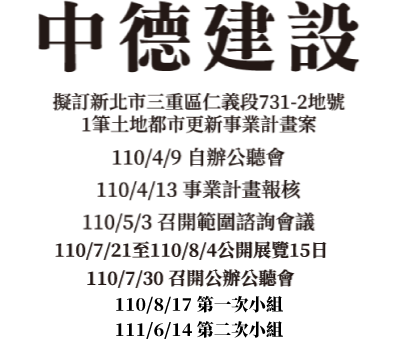 中德建設
擬訂新北市三重區仁義段731-2地號
1筆土地都市更新事業計畫案
110/4/9 自辦公聽會
110/4/13 事業計畫報核
110/5/3 召開範圍諮詢會議
110/7/21至110/8/4公開展覽15日
110/7/30 召開公辦公聽會
110/8/17 第一次小組
111/6/14 第二次小組